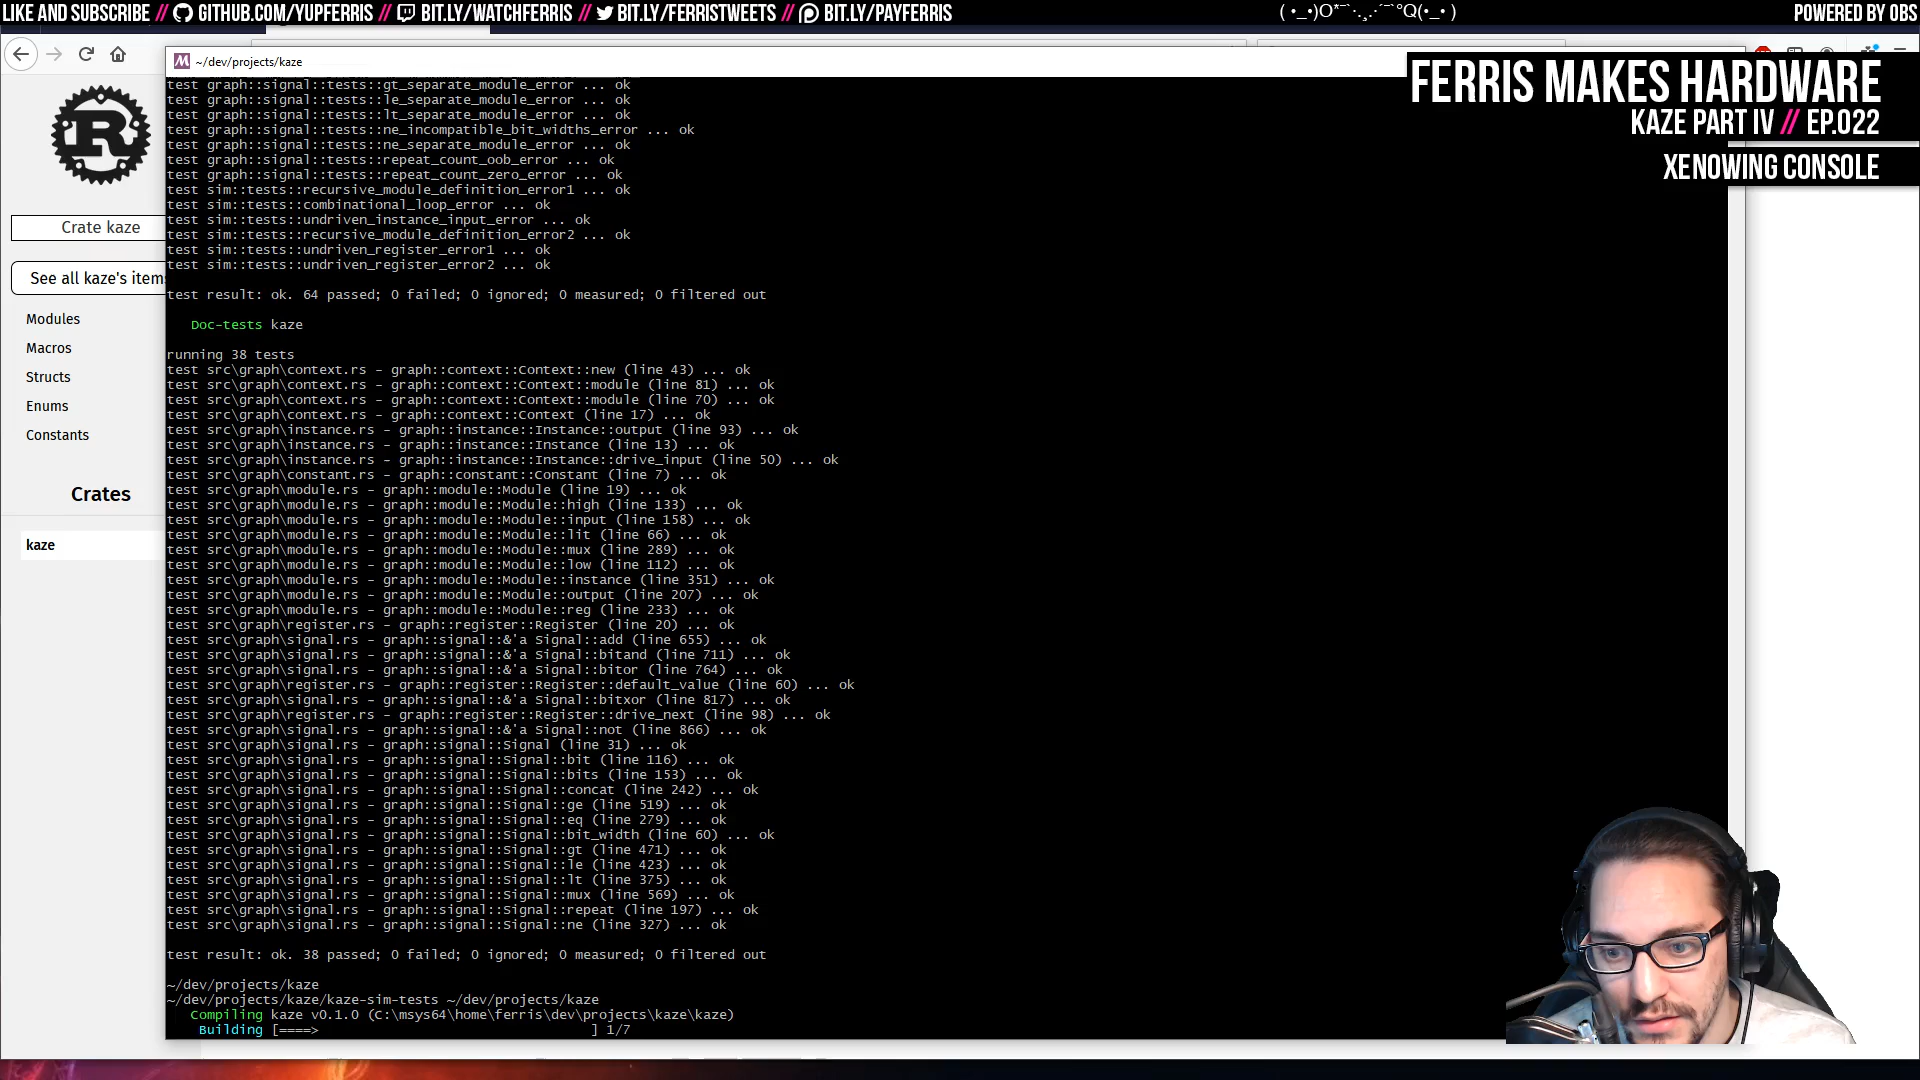 LIKE AND SUBSCRIBE // GITHUB.COM/YUPFERRIS // BIT.LY/WATCHFERRIS // BIT.LY/FERRISTWEETS // BIT.LY/PAYFERRIS
POWERED BY OBS
~/dev/projects/kaze
FERRIS MAKES HARDWARE
KAZE PART IV // EP.022
XENOWING CONSOLE
R
Crate kaze
See all kaze's item
Modules
Macros
Structs
Enums
Constants
Crates
kaze
test graph::signal::tests::gt_separate_module_error ... ok
test graph::signal::tests::le_separate_module_error ... ok
test graph::signal::tests::lt_separate_module_error ... ok
test graph::signal::tests::ne_incompatible_bit_widths_error ... ok
test graph::signal::tests::ne_separate_module_error ... ok
test graph::signal::tests::repeat_count_oob_error ... ok
test graph::signal::tests::repeat_count_zero_error ... ok
test sim::tests::recursive_module_definition_error1 ... ok
test sim::tests::combinational_loop_error ... ok
test sim::tests::undriven_instance_input_error ... ok
test sim::tests::recursive_module_definition_error2 ... ok
test sim::tests::undriven_register_error1 ... ok
test sim::tests::undriven_register_error2 ... ok
test result: ok. 64 passed; 0 failed; 0 ignored; 0 measured; 0 filtered out
Doc-tests kaze
running 38 tests
test src\graph\context.rs - graph::context::Context::new (line 43) ... ok
test src\graph\context.rs - graph::context::Context::module (line 81) ... ok
test src\graph\context.rs - graph::context::Context::module (line 70) ... ok
test src\graph\context.rs - graph::context::Context (line 17) ... ok
test src\graph\instance.rs - graph::instance::Instance::output (line 93) ... ok
test src\graph\instance.rs - graph::instance::Instance (line 13) ... ok
test src\graph\instance.rs - graph::instance::Instance::drive_input (line 50) ... ok
test src\graph\constant.rs - graph::constant::Constant (line 7) ... ok
test src\graph\module.rs - graph::module::Module (line 19) ... ok
test src\graph\module.rs - graph::module::Module::high (line 133) ... ok
test src\graph\module.rs - graph::module::Module::input (line 158) ... ok
test src\graph\module.rs - graph::module::Module::lit (line 66) ... ok
test src\graph\module.rs - graph::module::Module::mux (line 289) ... ok
test src\graph\module.rs - graph::module::Module::low (line 112) ... ok
test src\graph\module.rs - graph::module::Module::instance (line 351) ... ok
test src\graph\module.rs - graph::module::Module::output (line 207) ... ok
test src\graph\module.rs - graph::module::Module::reg (line 233) ... ok
test src\graph\register.rs - graph::register::Register (line 20) ... ok
test src\graph\signal.rs - graph::signal::&'a Signal::add (line 655) ... ok
test src\graph\signal.rs - graph::signal::&'a Signal::bitand (line 711) ... ok
test src\graph\signal.rs - graph::signal::&'a Signal::bitor (line 764) ... ok
test src\graph\register.rs - graph::register::Register::default_value (line 60) ... ok
test src\graph\signal.rs - graph::signal::&'a Signal::bitxor (line 817) ... ok
test src\graph\register.rs - graph::register::Register::drive_next (line 98) ... ok
test src\graph\signal.rs - graph::signal::&'a Signal::not (line 866) ... ok
test src\graph\signal.rs - graph::signal::Signal (line 31) ... ok
test src\graph\signal.rs - graph::signal::Signal::bit (line 116) ... ok
test src\graph\signal.rs - graph::signal::Signal::bits (line 153) ... ok
test src\graph\signal.rs - graph::signal::Signal::concat (line 242) ... ok
test src\graph\signal.rs - graph::signal::Signal::ge (line 519) ... ok
test src\graph\signal.rs - graph::signal::Signal::eq (line 279) ... ok
test src\graph\signal.rs - graph::signal::Signal::bit_width (line 60) ... ok
test src\graph\signal.rs - graph::signal::Signal::gt (line 471) ... ok
test src\graph\signal.rs - graph::signal::Signal::le (line 423) ... ok
test src\graph\signal.rs - graph::signal::Signal::lt (line 375) ... ok
test src\graph\signal.rs - graph::signal::Signal::mux (line 569) ... ok
test src\graph\signal.rs - graph::signal::Signal::repeat (line 197) ... ok
test src\graph\signal.rs - graph::signal::Signal::ne (line 327) ... ok
test result: ok. 38 passed; 0 failed; 0 ignored; 0 measured; 0 filtered out
~/dev/projects/kaze
~/dev/projects/kaze/kaze-sim-tests ~/dev/projects/kaze
Compiling kaze v0.1.0 (C:\msys64\home\ferris\dev\projects\kaze\kaze)
Building [====> ] 1/7